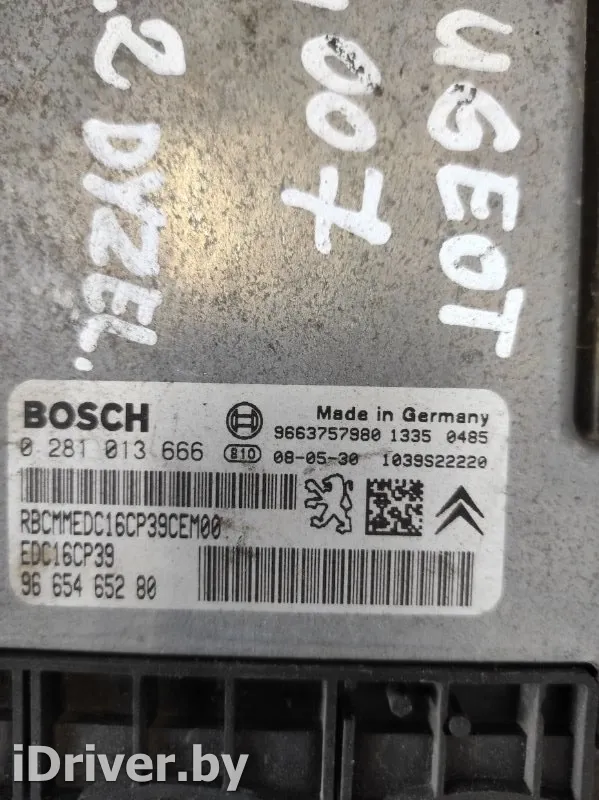 USEOT
007
.2 DYZEL.
BOSCH
Made in Germany
9663757980 1335 0485
0 281 013 666
810 08-05-30 1039S22220
RBCMMEDC16CP39CEM00
EDC16CP39
96 654 652 80
iDriver.by